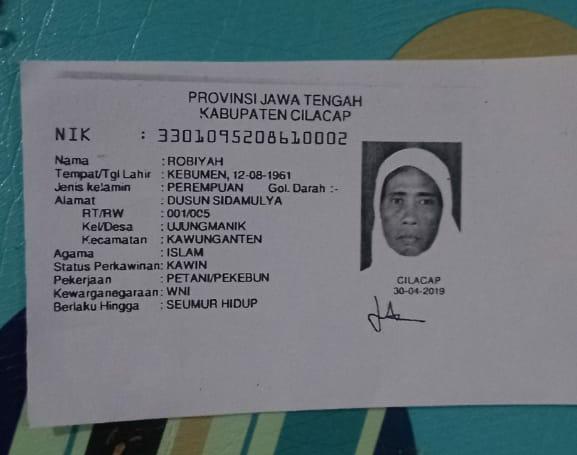 PROVINSI JAWA TENGAH
KABUPATEN CILACAP
NIK : 3301095208610002
Nama : ROBIYAH
Tempat/Tgl Lahir : KEBUMEN, 12-08-1961
Jenis kelamin : PEREMPUAN Gol. Darah :-
Alamat : DUSUN SIDAMULYA
RT/RW : 001/005
Kel/Desa : UJUNGMANIK
Kecamatan : KAWUNGANTEN
Agama : ISLAM
Status Perkawinan: KAWIN
Pekerjaan : PETANI/PEKEBUN
Kewarganegaraan: WNI
Berlaku Hingga : SEUMUR HIDUP
CILACAP
30-04-2019